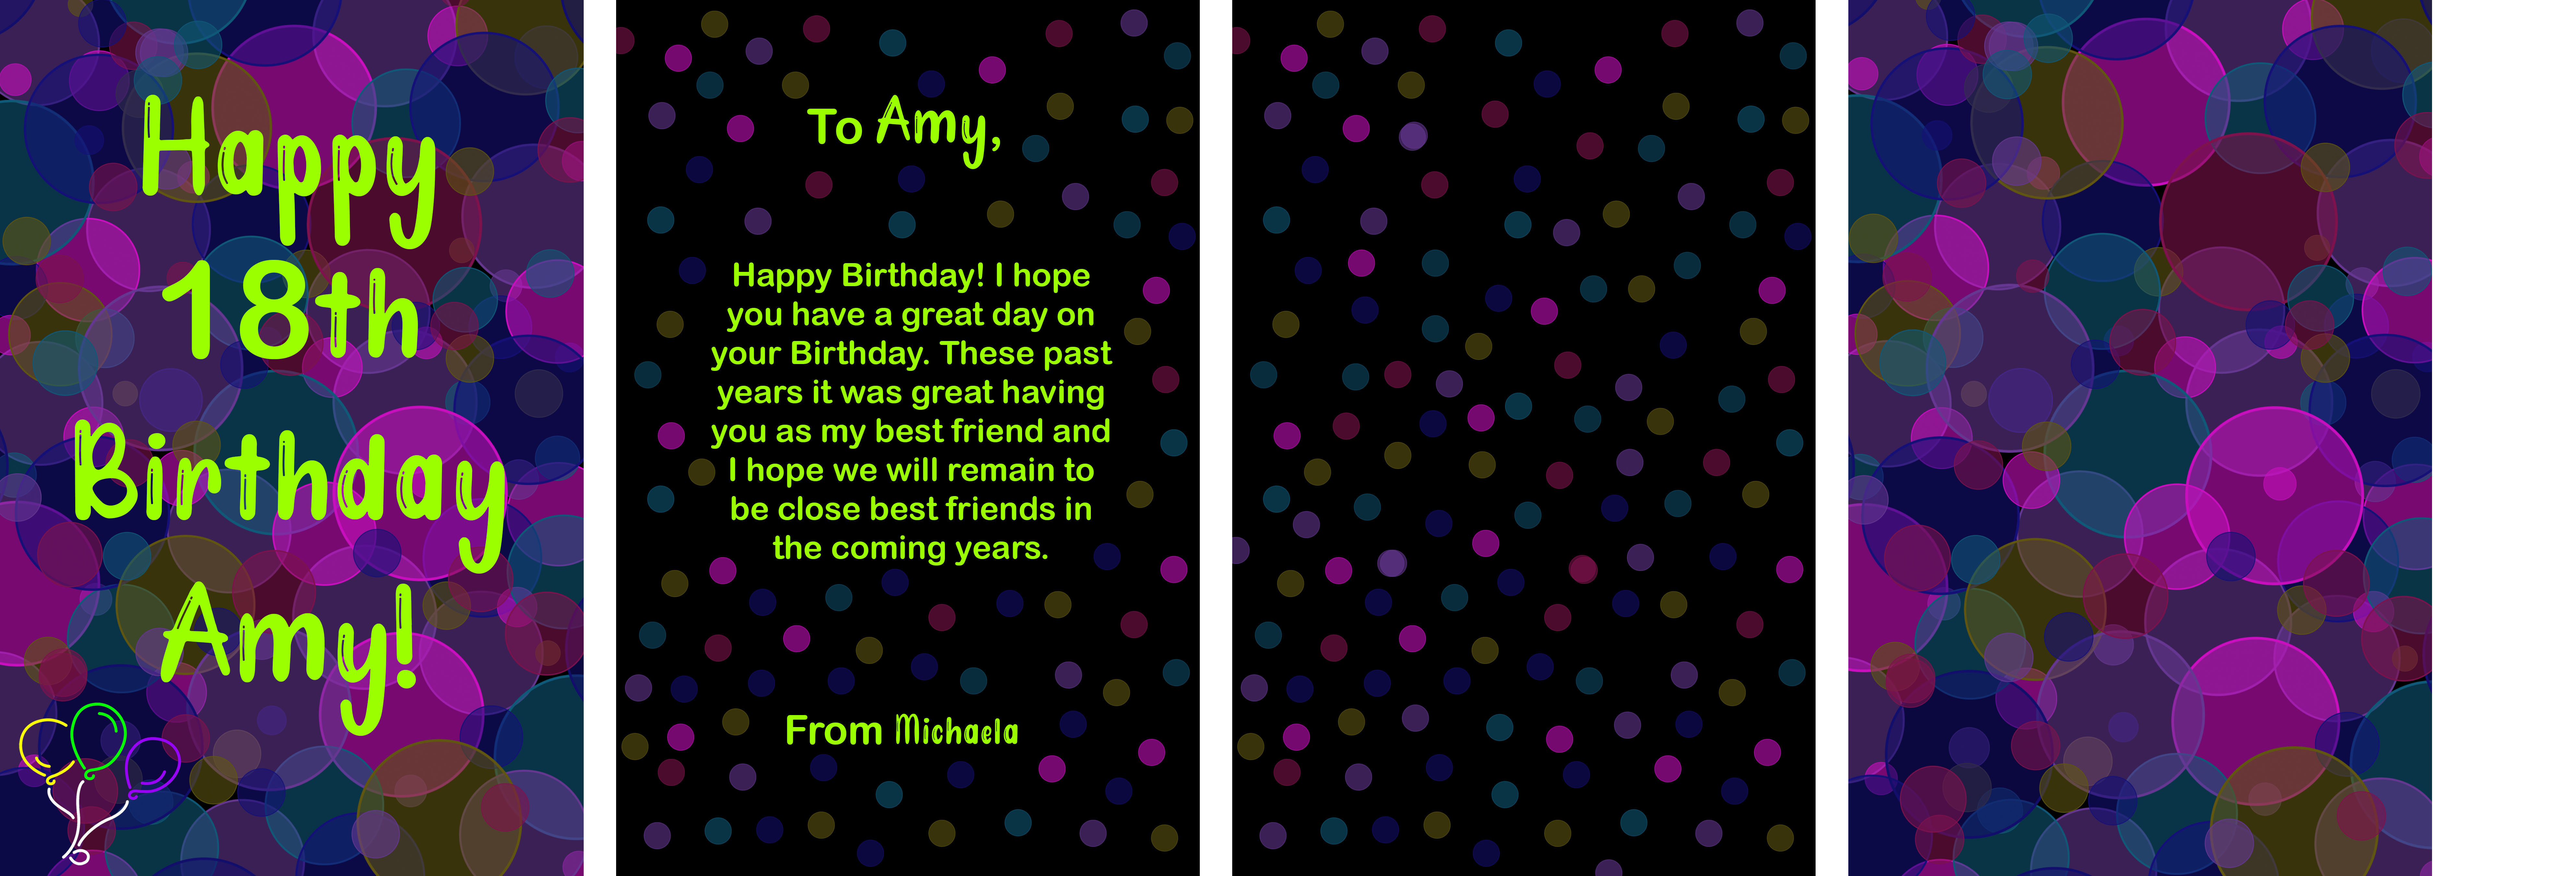 Happy
18th
Birthday
Amy!
To Amy,
Happy Birthday! I hope
you have a great day on
your Birthday. These past
years it was great having
you as my best friend and
I hope we will remain to
be close best friends in
the coming years.
From Michaela